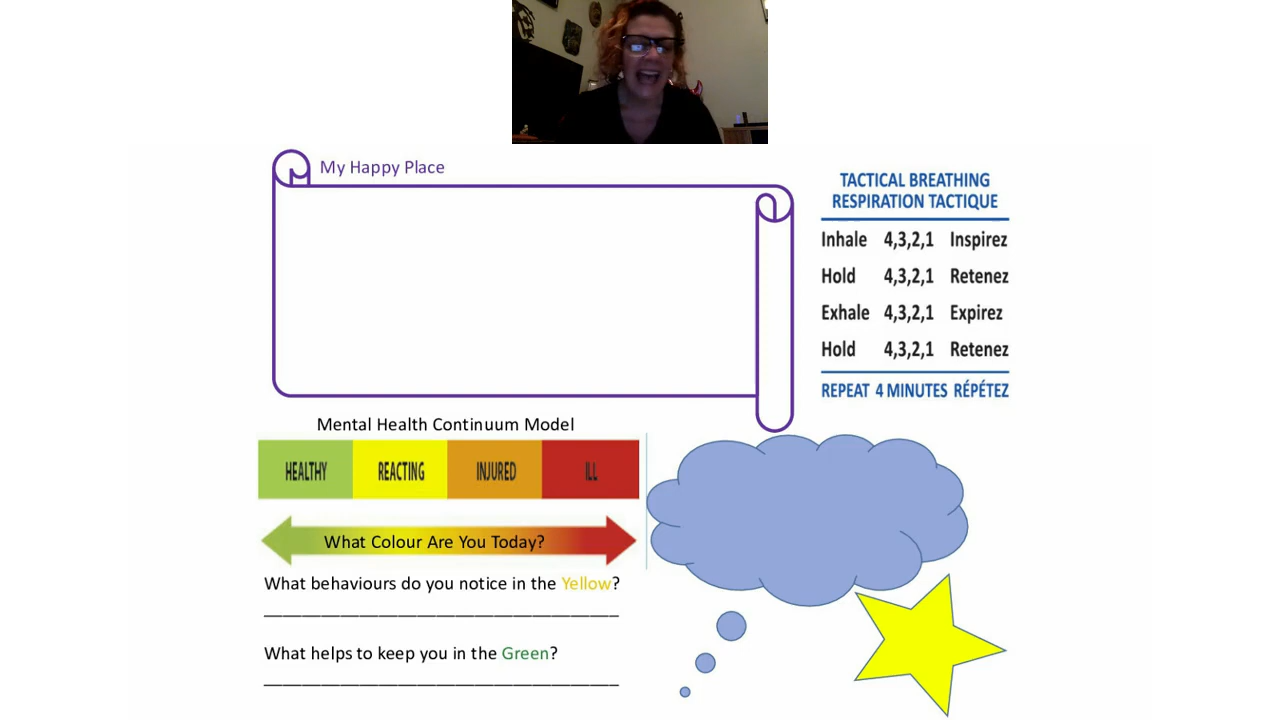 My Happy Place
TACTICAL BREATHING
RESPIRATION TACTIQUE
Inhale 4,3,2,1 Inspirez
Hold 4,3,2,1 Retenez
Exhale 4,3,2,1 Expirez
Hold 4,3,2,1 Retenez
REPEAT 4 MINUTES RÉPÉTEZ
Mental Health Continuum Model
HEALTHY REACTING INJURED ILL
What Colour Are You Today?
What behaviours do you notice in the Yellow?
What helps to keep you in the Green?